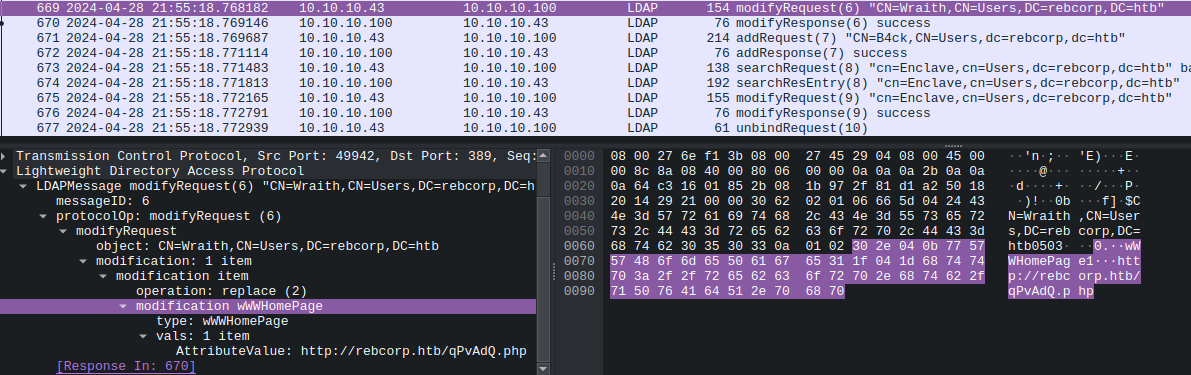 669 2024-04-28 21:55:18.768182 10.10.10.43 10.10.10.100 LDAP 154 modifyRequest(6) "CN=Wraith,CN=Users,DC=rebcorp,DC=htb"
670 2024-04-28 21:55:18.769146 10.10.10.100 10.10.10.43 LDAP 76 modifyResponse(6) success
671 2024-04-28 21:55:18.769687 10.10.10.43 10.10.10.100 LDAP 214 addRequest(7) "CN=B4ck,CN=Users,dc=rebcorp,dc=htb"
672 2024-04-28 21:55:18.771114 10.10.10.100 10.10.10.43 LDAP 76 addResponse(7) success
673 2024-04-28 21:55:18.771483 10.10.10.43 10.10.10.100 LDAP 138 searchRequest(8) "cn=Enclave,cn=Users,dc=rebcorp,dc=htb" ba
674 2024-04-28 21:55:18.771813 10.10.10.100 10.10.10.43 LDAP 192 searchResEntry(8) "cn=Enclave,cn=Users,dc=rebcorp,dc=htb"
675 2024-04-28 21:55:18.772165 10.10.10.43 10.10.10.100 LDAP 155 modifyRequest(9) "cn=Enclave,cn=Users,dc=rebcorp,dc=htb"
676 2024-04-28 21:55:18.772791 10.10.10.100 10.10.10.43 LDAP 76 modifyResponse(9) success
677 2024-04-28 21:55:18.772939 10.10.10.43 10.10.10.100 LDAP 61 unbindRequest(10)
Transmission Control Protocol, Src Port: 49942, Dst Port: 389, Seq:
Lightweight Directory Access Protocol
LDAPMessage modifyRequest(6) "CN=Wraith,CN=Users,DC=rebcorp,DC=h
messageID: 6
protocolOp: modifyRequest (6)
modifyRequest
object: CN=Wraith,CN=Users,DC=rebcorp,DC=htb
modification: 1 item
modification item
operation: replace (2)
modification wWWHomePage
type: wWWHomePage
vals: 1 item
AttributeValue: http://rebcorp.htb/qPvAdQ.php
[Response In: 670]
0000 08 00 27 6e f1 3b 08 00 27 45 29 04 08 00 45 00 ··'n·;·· 'E)···E·
0010 00 8c 8a 08 40 00 80 06 00 00 0a 0a 0a 2b 0a 0a ····@··· ·····+··
0020 0a 64 c3 16 01 85 2b 08 1b 97 2f 81 d1 a2 50 18 ·d····+· ··/···P·
0030 20 14 29 21 00 00 30 62 02 01 06 66 5d 04 24 43  ·)!··0b ···f]·$C
0040 4e 3d 57 72 61 69 74 68 2c 43 4e 3d 55 73 65 72 N=Wraith ,CN=User
0050 73 2c 44 43 3d 72 65 62 63 6f 72 70 2c 44 43 3d s,DC=reb corp,DC=
0060 68 74 62 30 35 30 33 0a 01 02 30 2e 04 0b 77 57 htb0503· ··0.··wW
0070 57 48 6f 6d 65 50 61 67 65 31 1f 04 1d 68 74 74 WHomePag e1···htt
0080 70 3a 2f 2f 72 65 62 63 6f 72 70 2e 68 74 62 2f p://rebc orp.htb/
0090 71 50 76 41 64 51 2e 70 68 70 qPvAdQ.p hp